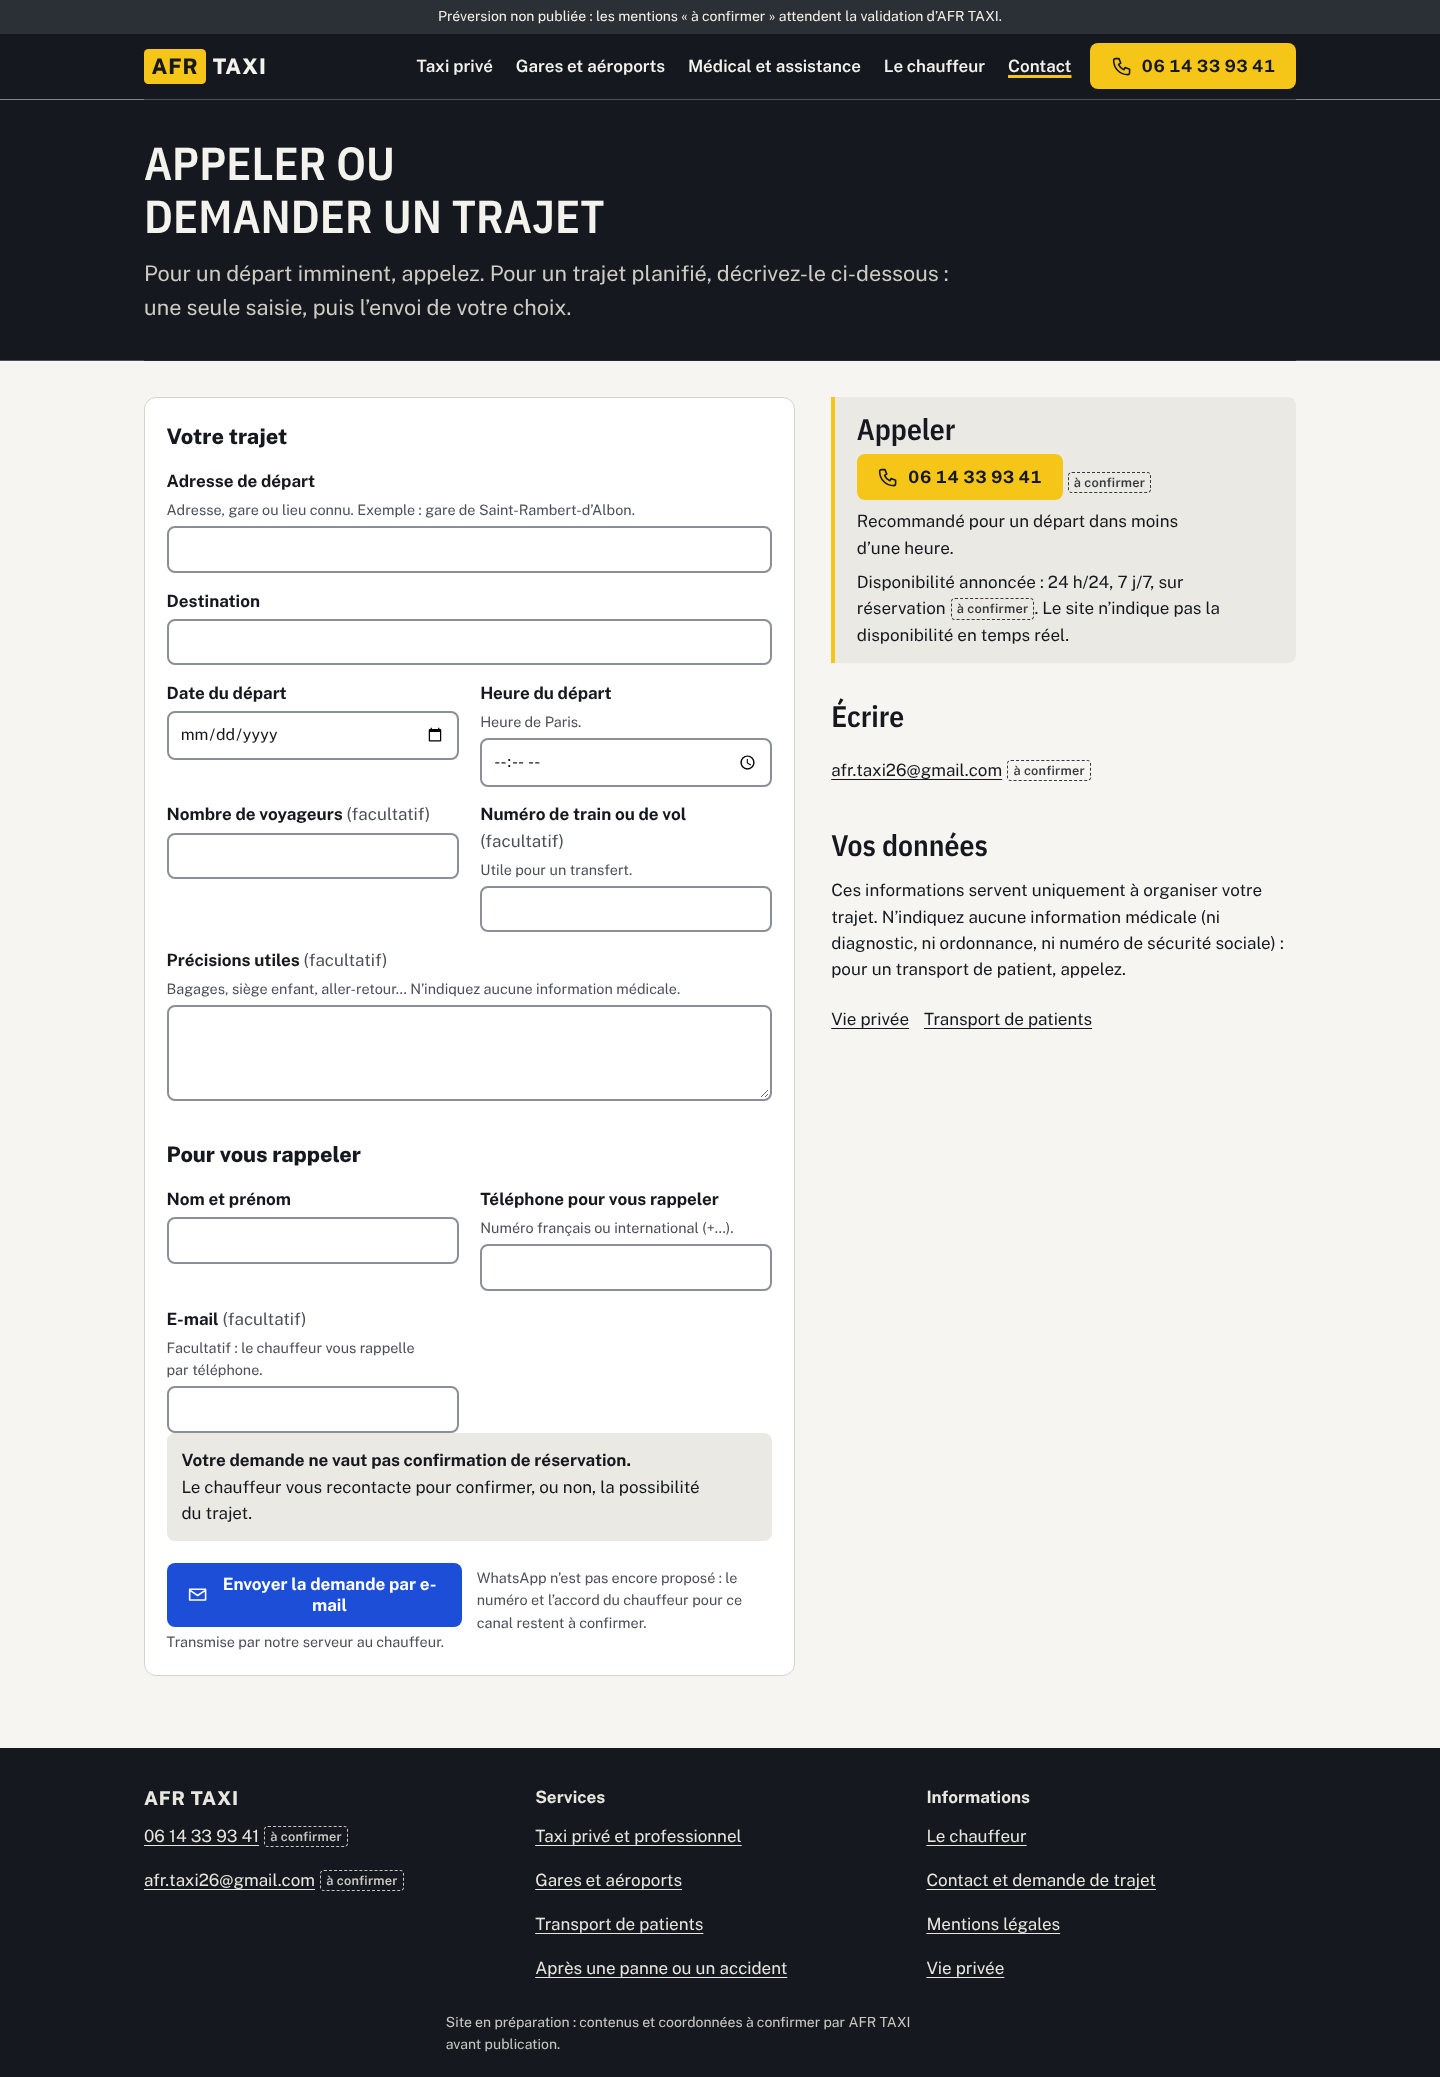 Préversion non publiée : les mentions « à confirmer » attendent la validation d’AFR TAXI.
AFR TAXI
Taxi privé
Gares et aéroports
Médical et assistance
Le chauffeur
Contact
06 14 33 93 41
APPELER OU
DEMANDER UN TRAJET
Pour un départ imminent, appelez. Pour un trajet planifié, décrivez-le ci-dessous :
une seule saisie, puis l’envoi de votre choix.
Votre trajet
Adresse de départ
Adresse, gare ou lieu connu. Exemple : gare de Saint-Rambert-d’Albon.
Destination
Date du départ
mm/dd/yyyy
Heure du départ
Heure de Paris.
--:-- --
Nombre de voyageurs (facultatif)
Numéro de train ou de vol
(facultatif)
Utile pour un transfert.
Précisions utiles (facultatif)
Bagages, siège enfant, aller-retour… N’indiquez aucune information médicale.
Pour vous rappeler
Nom et prénom
Téléphone pour vous rappeler
Numéro français ou international (+…).
E-mail (facultatif)
Facultatif : le chauffeur vous rappelle
par téléphone.
Votre demande ne vaut pas confirmation de réservation.
Le chauffeur vous recontacte pour confirmer, ou non, la possibilité
du trajet.
Envoyer la demande par e-
mail
Transmise par notre serveur au chauffeur.
WhatsApp n’est pas encore proposé : le
numéro et l’accord du chauffeur pour ce
canal restent à confirmer.
Appeler
06 14 33 93 41 à confirmer
Recommandé pour un départ dans moins
d’une heure.
Disponibilité annoncée : 24 h/24, 7 j/7, sur
réservation à confirmer. Le site n’indique pas la
disponibilité en temps réel.
Écrire
afr.taxi26@gmail.com à confirmer
Vos données
Ces informations servent uniquement à organiser votre
trajet. N’indiquez aucune information médicale (ni
diagnostic, ni ordonnance, ni numéro de sécurité sociale) :
pour un transport de patient, appelez.
Vie privée
Transport de patients
AFR TAXI
06 14 33 93 41 à confirmer
afr.taxi26@gmail.com à confirmer
Services
Taxi privé et professionnel
Gares et aéroports
Transport de patients
Après une panne ou un accident
Informations
Le chauffeur
Contact et demande de trajet
Mentions légales
Vie privée
Site en préparation : contenus et coordonnées à confirmer par AFR TAXI
avant publication.